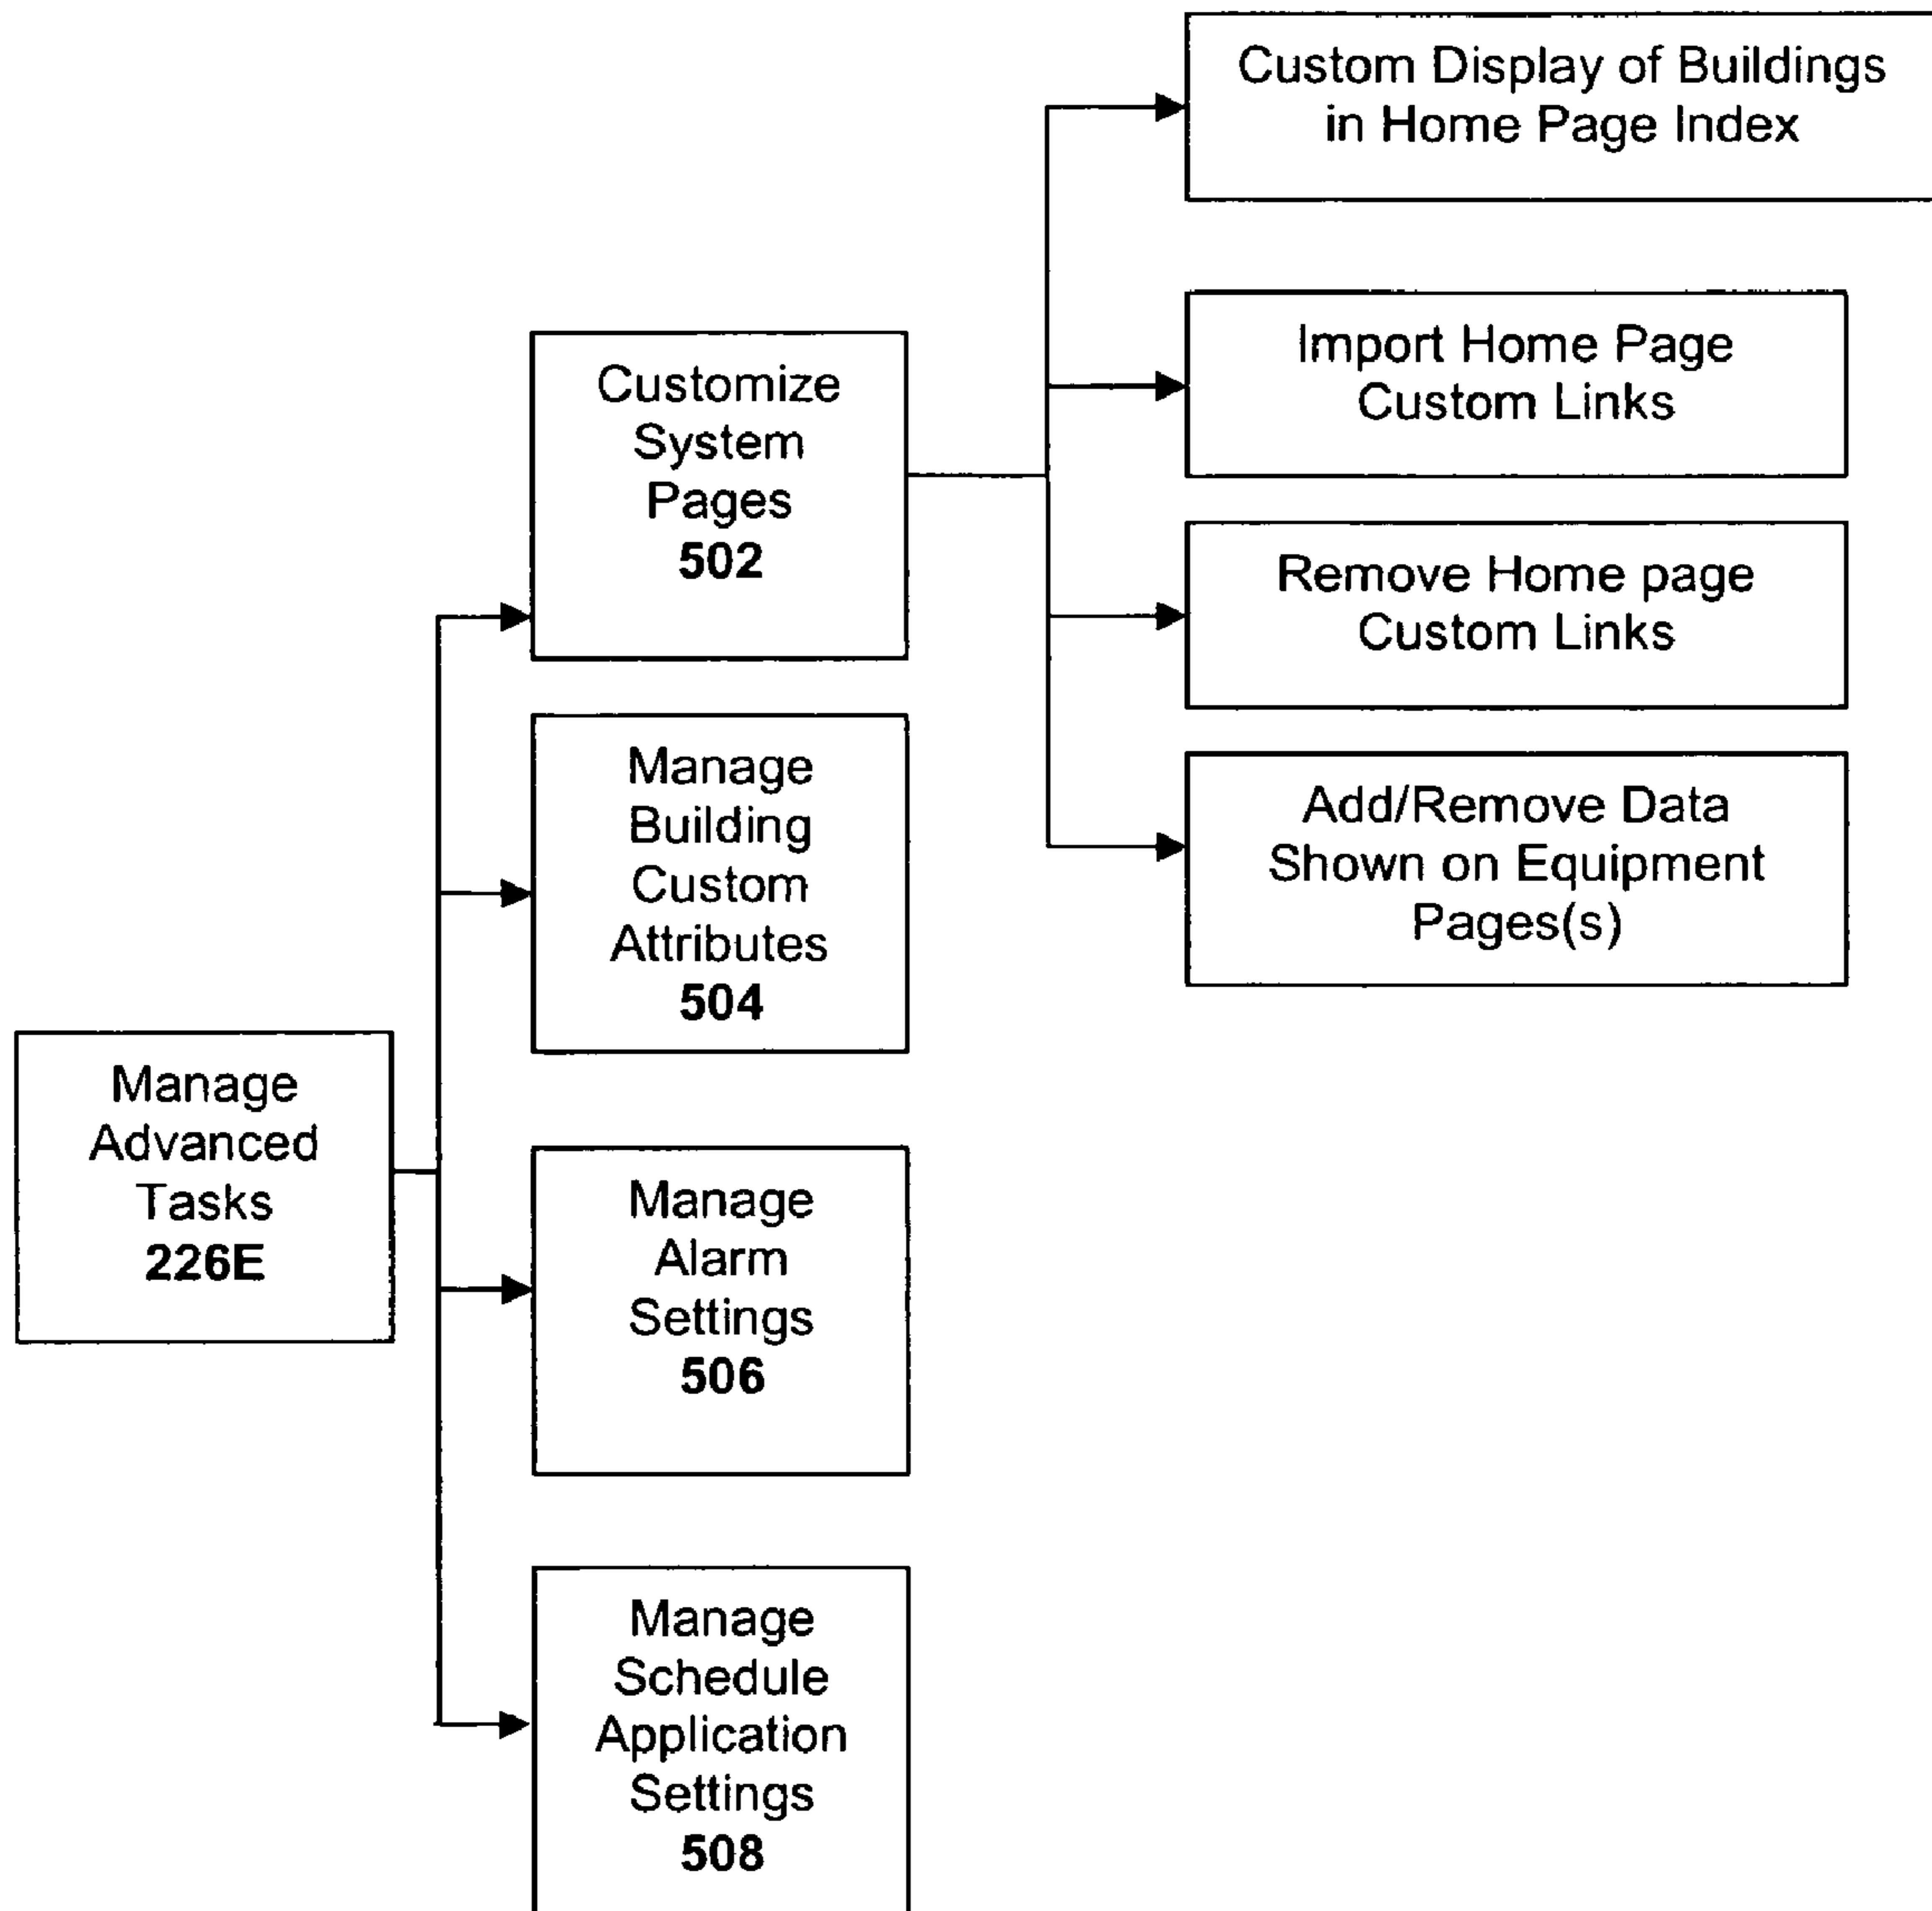 Custom Display of Buildings
in Home Page Index
Import Home Page
Custom Links
Customize
System
Pages
502
Remove Home page
Custom Links
Add/Remove Data
Shown on Equipment
Pages(s)
Manage
Building
Custom
Attributes
504
Manage
Advanced
Tasks
226E
Manage
Alarm
Settings
506
Manage
Schedule
Application
Settings
508